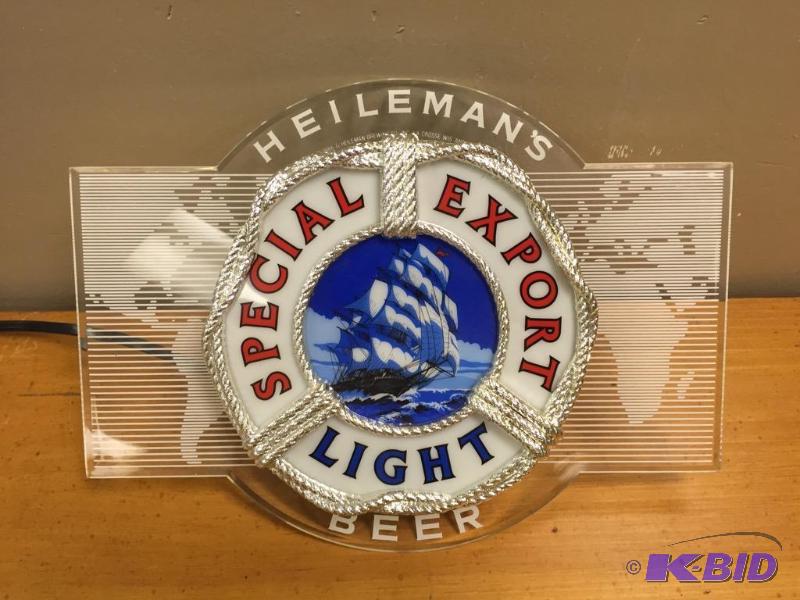 HEILEMAN'S
SPECIAL
EXPORT
LIGHT
BEER
© K-BID